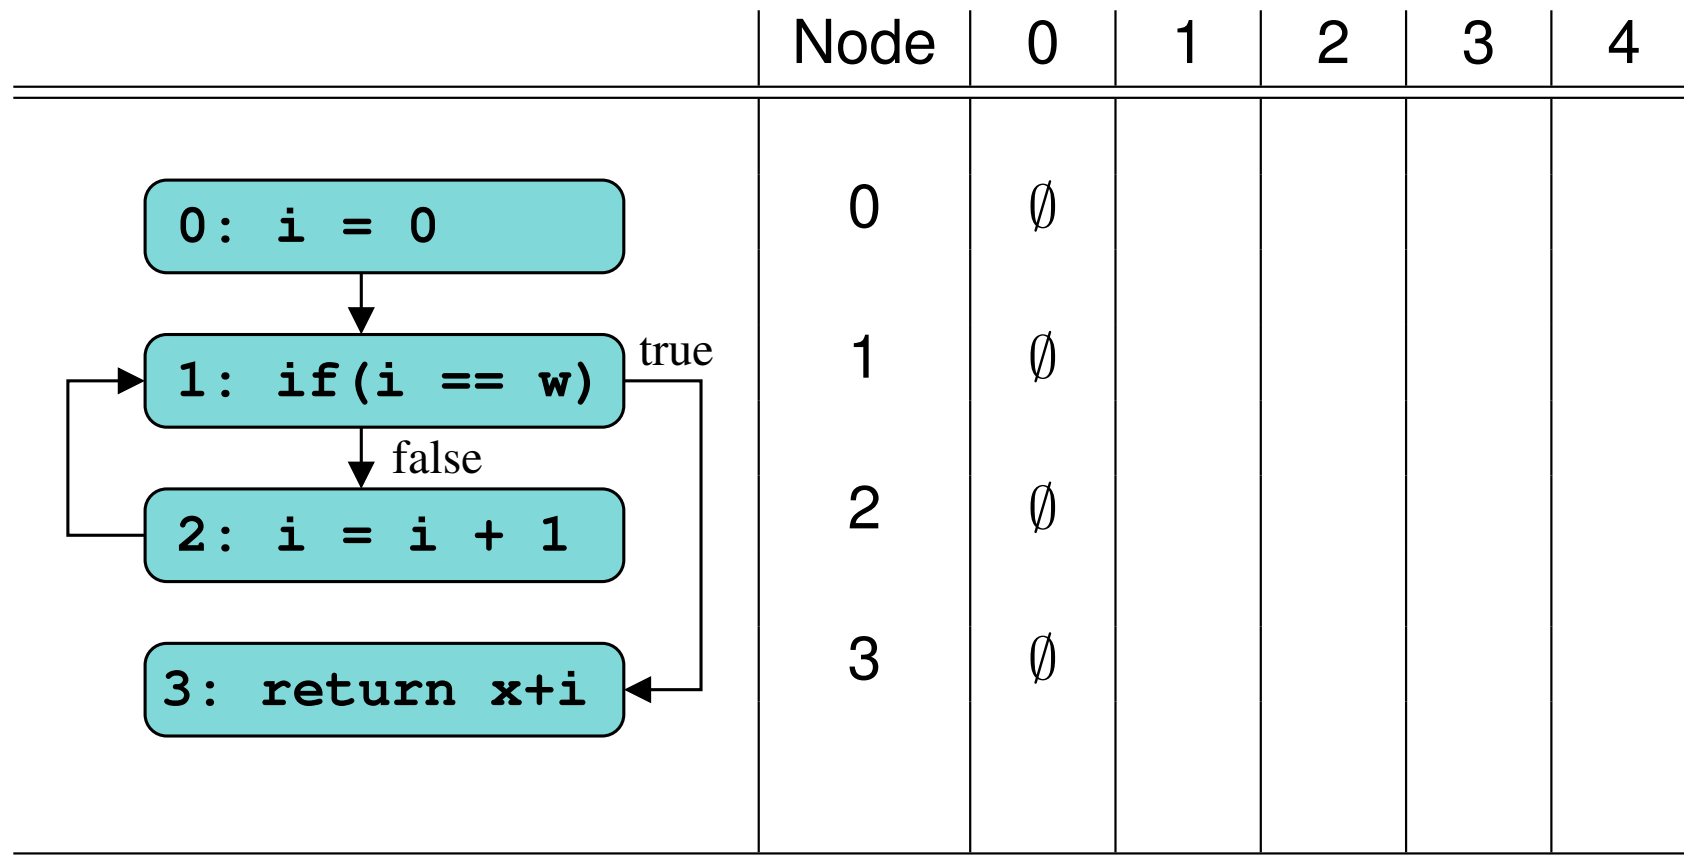 Node 0 1 2 3 4
0: i = 0
0 ∅
1: if(i == w)
true
1 ∅
false
2: i = i + 1
2 ∅
3: return x+i
3 ∅